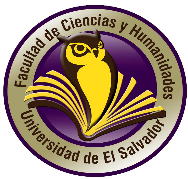 Facultad de Ciencias y Humanidades
Universidad de El Salvador